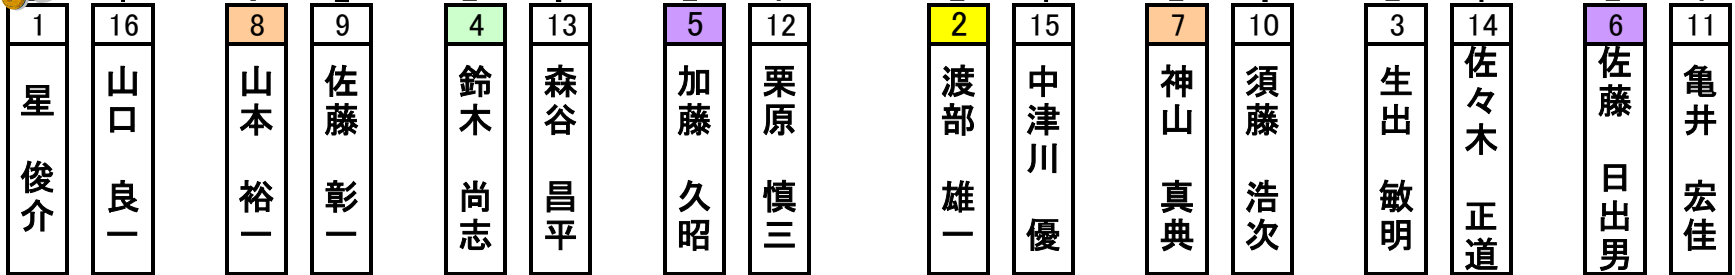 1
星 俊介
16
山口 良一
8
山本 裕一
9
佐藤 彰一
4
鈴木 尚志
13
森谷 昌平
5
加藤 久昭
12
栗原 慎三
2
渡部 雄一
15
中津川 優
7
神山 真典
10
須藤 浩次
3
生出 敏明
14
佐々木 正道
6
佐藤 日出男
11
亀井 宏佳